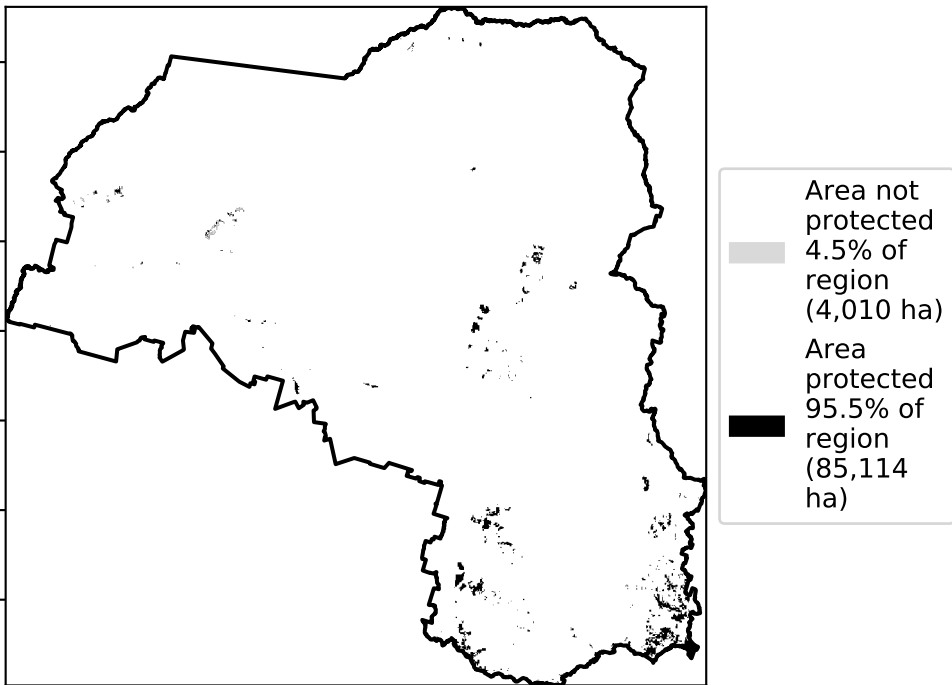 Area not
protected
4.5% of
region
(4,010 ha)
Area
protected
95.5% of
region
(85,114
ha)